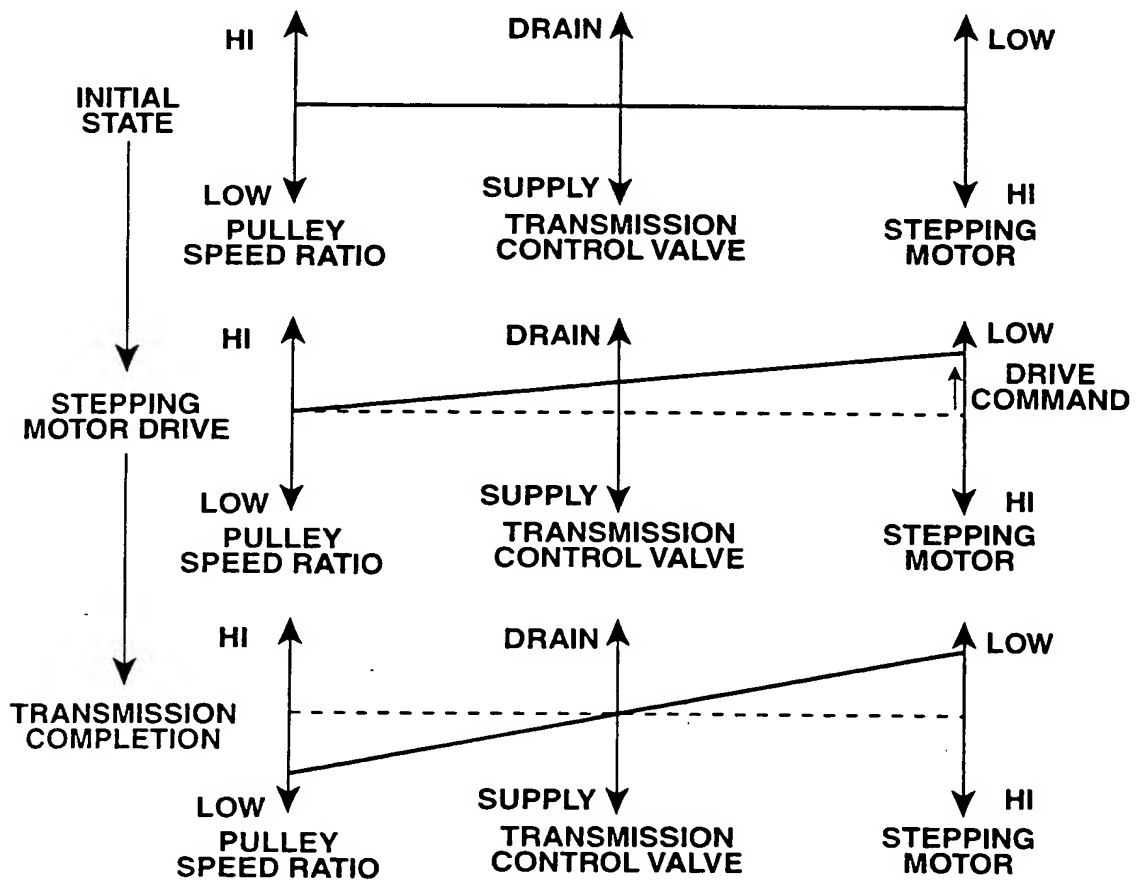 HI
DRAIN
LOW
INITIAL
STATE
LOW
SUPPLY
HI
PULLEY
SPEED RATIO
TRANSMISSION
CONTROL VALVE
STEPPING
MOTOR
HI
DRAIN
LOW
STEPPING
MOTOR DRIVE
DRIVE
COMMAND
LOW
SUPPLY
HI
PULLEY
SPEED RATIO
TRANSMISSION
CONTROL VALVE
STEPPING
MOTOR
HI
DRAIN
LOW
TRANSMISSION
COMPLETION
LOW
SUPPLY
HI
PULLEY
SPEED RATIO
TRANSMISSION
CONTROL VALVE
STEPPING
MOTOR